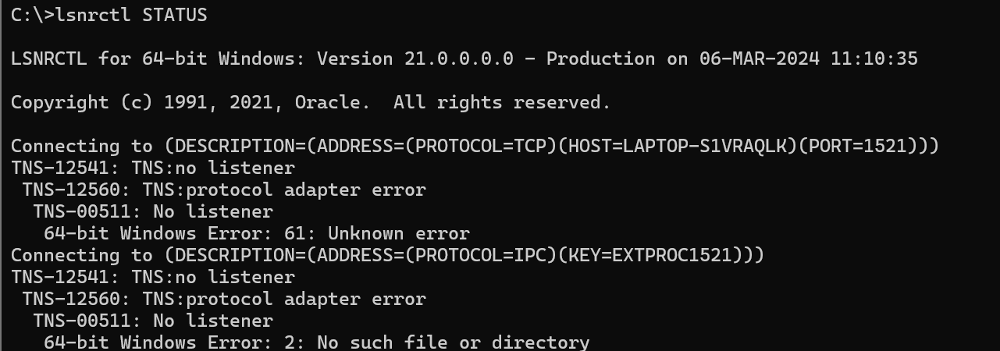 C:\>lsnrctl STATUS
LSNRCTL for 64-bit Windows: Version 21.0.0.0.0 - Production on 06-MAR-2024 11:10:35
Copyright (c) 1991, 2021, Oracle.  All rights reserved.
Connecting to (DESCRIPTION=(ADDRESS=(PROTOCOL=TCP)(HOST=LAPTOP-S1VRAQLK)(PORT=1521)))
TNS-12541: TNS:no listener
 TNS-12560: TNS:protocol adapter error
  TNS-00511: No listener
   64-bit Windows Error: 61: Unknown error
Connecting to (DESCRIPTION=(ADDRESS=(PROTOCOL=IPC)(KEY=EXTPROC1521)))
TNS-12541: TNS:no listener
 TNS-12560: TNS:protocol adapter error
  TNS-00511: No listener
   64-bit Windows Error: 2: No such file or directory